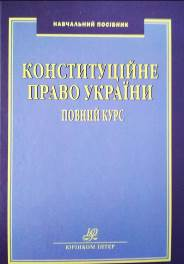 НАВЧАЛЬНИЙ ПОСІБНИК
КОНСТИТУЦІЙНЕ
ПРАВО УКРАЇНИ
ПОВНИЙ КУРС
ЮРІНКОМ ІНТЕР